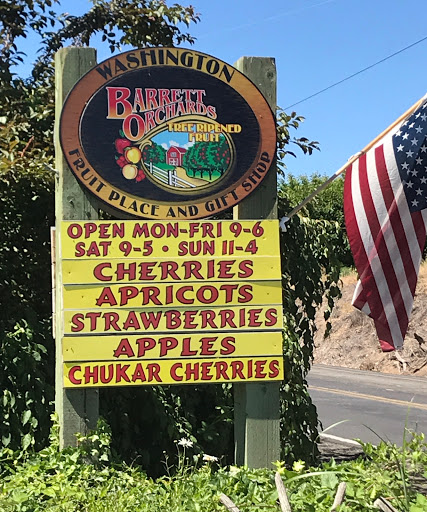 WASHINGTON
BARRETT
ORCHARDS
TREE RIPENED
FRUIT
FRUIT PLACE AND GIFT SHOP
OPEN MON-FRI 9-6
SAT 9-5 • SUN 11-4
CHERRIES
APRICOTS
STRAWBERRIES
APPLES
CHUKAR CHERRIES